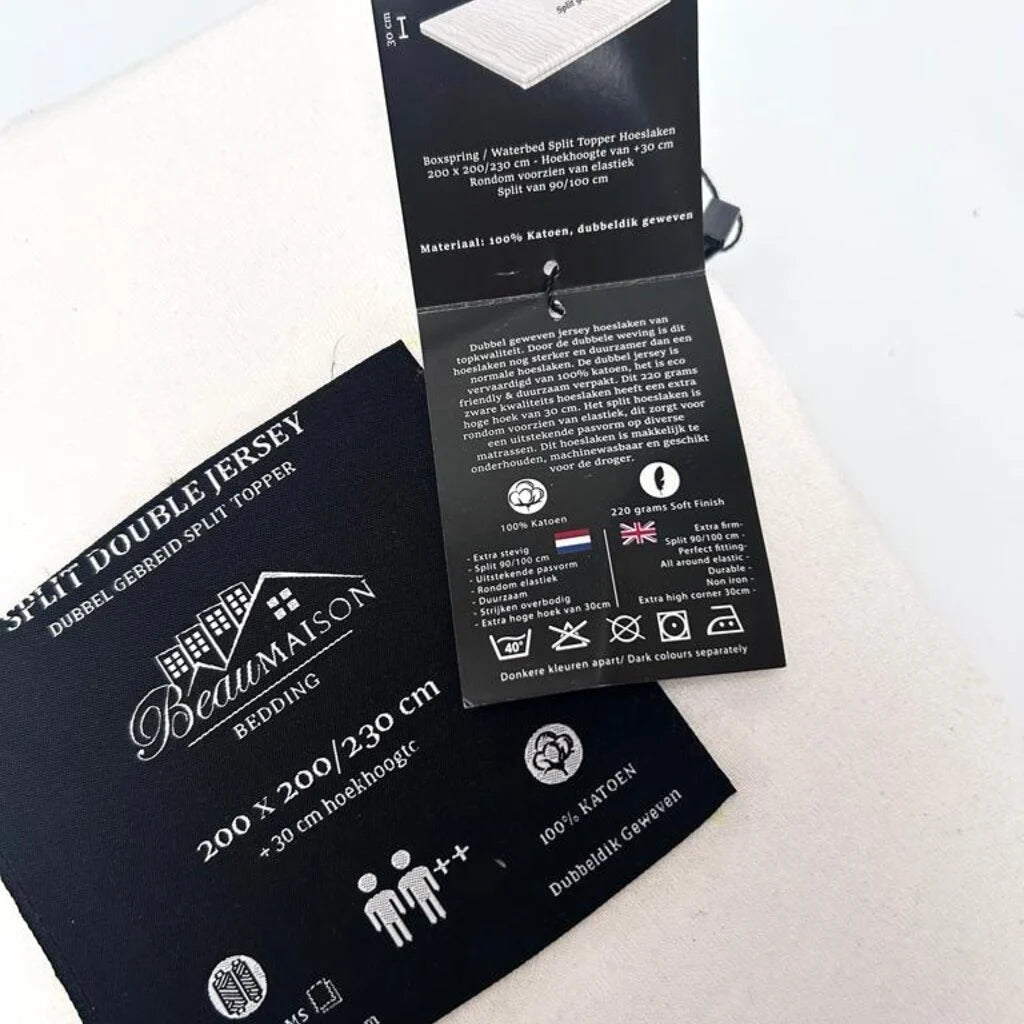 30 cm
Split
Boxspring / Waterbed Split Topper Hoeslaken
200 x 200/230 cm - Hoekhoogte van +30 cm
Rondom voorzien van elastiek
Split van 90/100 cm
Materiaal: 100% Katoen, dubbeldik geweven
Dubbel geweven jersey hoeslaken van
topkwaliteit. Door de dubbele weving is dit
hoeslaken nog sterker en duurzamer dan een
normale hoeslaken. De dubbel jersey is
vervaardigd van 100% katoen, het is eco
friendly & duurzaam verpakt. Dit 220 grams
zware kwaliteits hoeslaken heeft een extra
hoge hoek van 30 cm. Het split hoeslaken is
rondom voorzien van elastiek, dit zorgt voor
een uitstekende pasvorm op diverse
matrassen. Dit hoeslaken is makkelijk te
onderhouden, machinewasbaar en geschikt
voor de droger.
100% Katoen
220 grams Soft Finish
- Extra stevig
- Split 90/100 cm
- Uitstekende pasvorm
- Rondom elastiek
- Duurzaam
- Strijken overbodig
- Extra hoge hoek van 30cm
Extra firm-
Split 90/100 cm -
Perfect fitting-
All around elastic -
Durable -
Non iron -
Extra high corner 30cm -
40°
Donkere kleuren apart/ Dark colours separately
SPLIT DOUBLE JERSEY
DUBBEL GEBREID SPLIT TOPPER
BeauMAISON
BEDDING
200 X 200/230 cm
+30 cm hoekhoogte
++
100% KATOEN
Dubbeldik Geweven